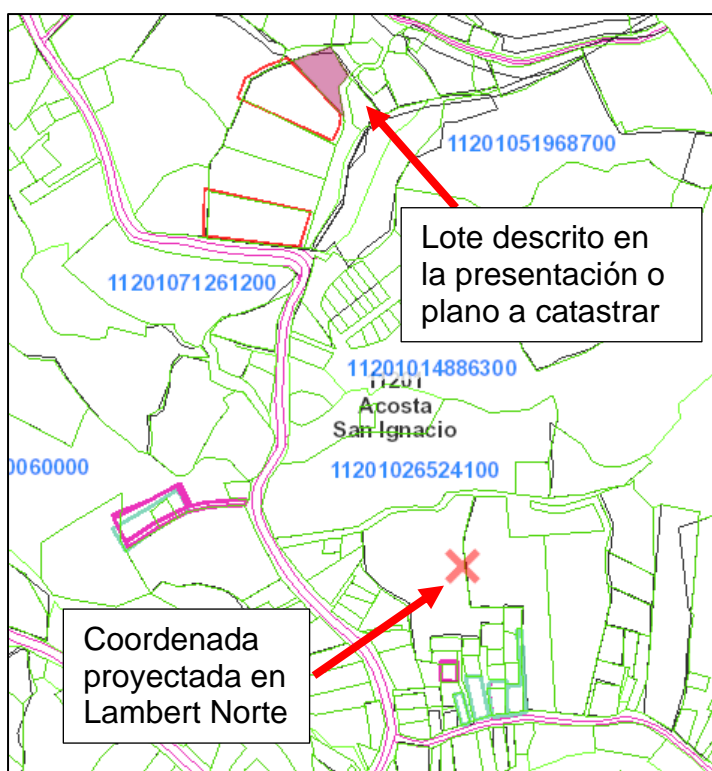 11201051968700
Lote descrito en
la presentación o
plano a catastrar
11201071261200
11201014886300
11201
Acosta
San Ignacio
0060000
11201026524100
Coordenada
proyectada en
Lambert Norte